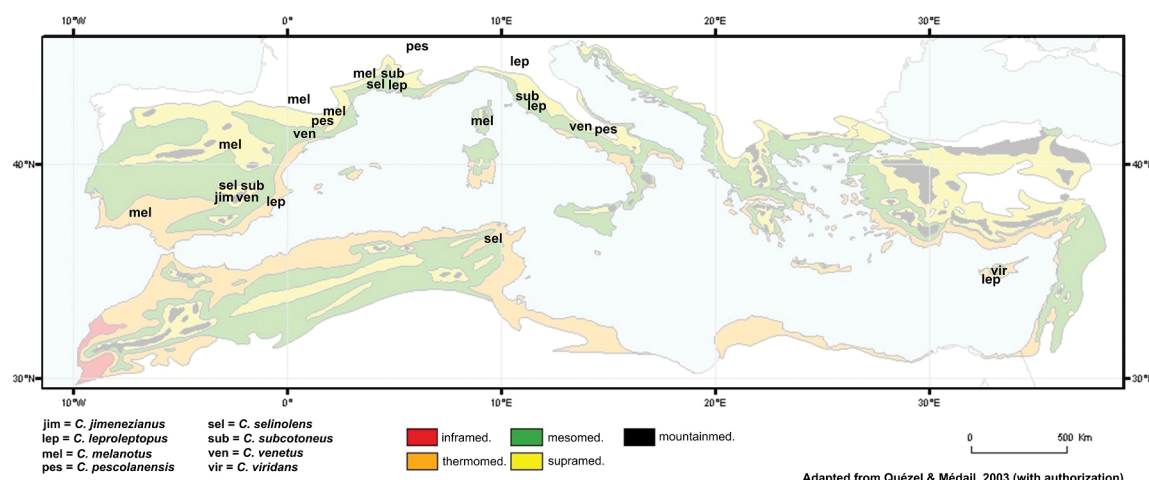 10°W 0° 10°E 20°E 30°E
pes
lep
mel sub
sel lep
mel
sub
lep
mel
pes
ven
mel
ven pes
mel
40°N 40°N
sel sub
jim ven
lep
mel
sel
vir
lep
30°N 30°N
10°W 0° 10°E 20°E 30°E
jim = C. jimenezianus
lep = C. leproleptopus
mel = C. melanotus
pes = C. pescolanensis
sel = C. selinolens
sub = C. subcotoneus
ven = C. venetus
vir = C. viridans
inframed.
thermomed.
mesomed.
supramed.
mountainmed.
0 500 Km
Adapted from Quézel & Médail, 2003 (with authorization)